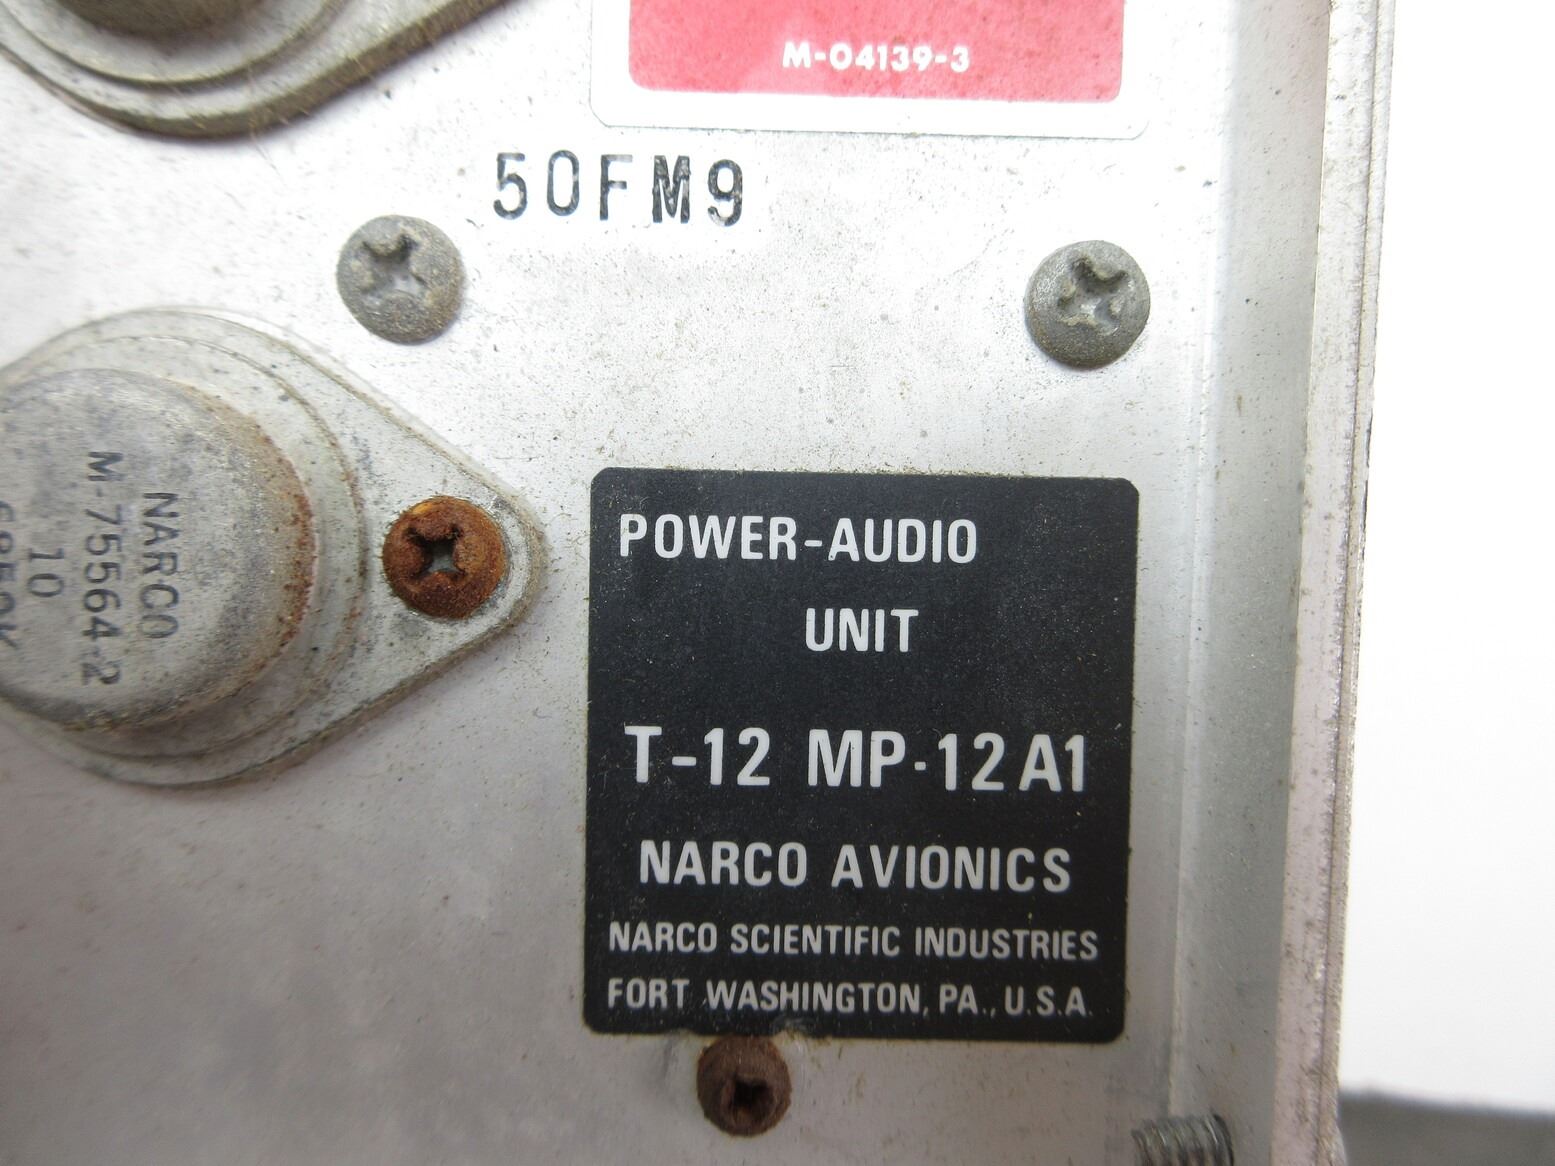 M-04139-3
50FM9
NARCO
M-7564-2
10
POWER-AUDIO
UNIT
T-12 MP-12A1
NARCO AVIONICS
NARCO SCIENTIFIC INDUSTRIES
FORT WASHINGTON, PA., U.S.A.